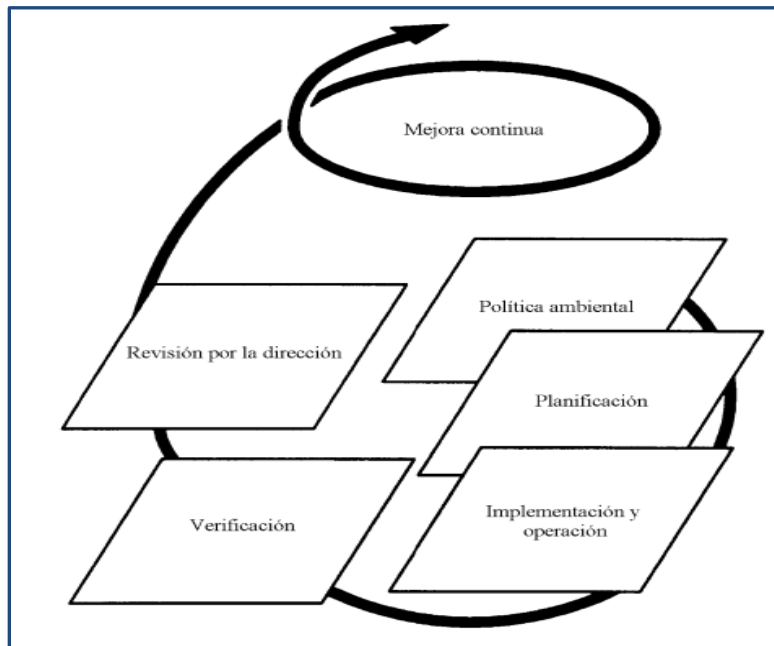 Mejora continua
Política ambiental
Revisión por la dirección
Planificación
Implementación y
operación
Verificación